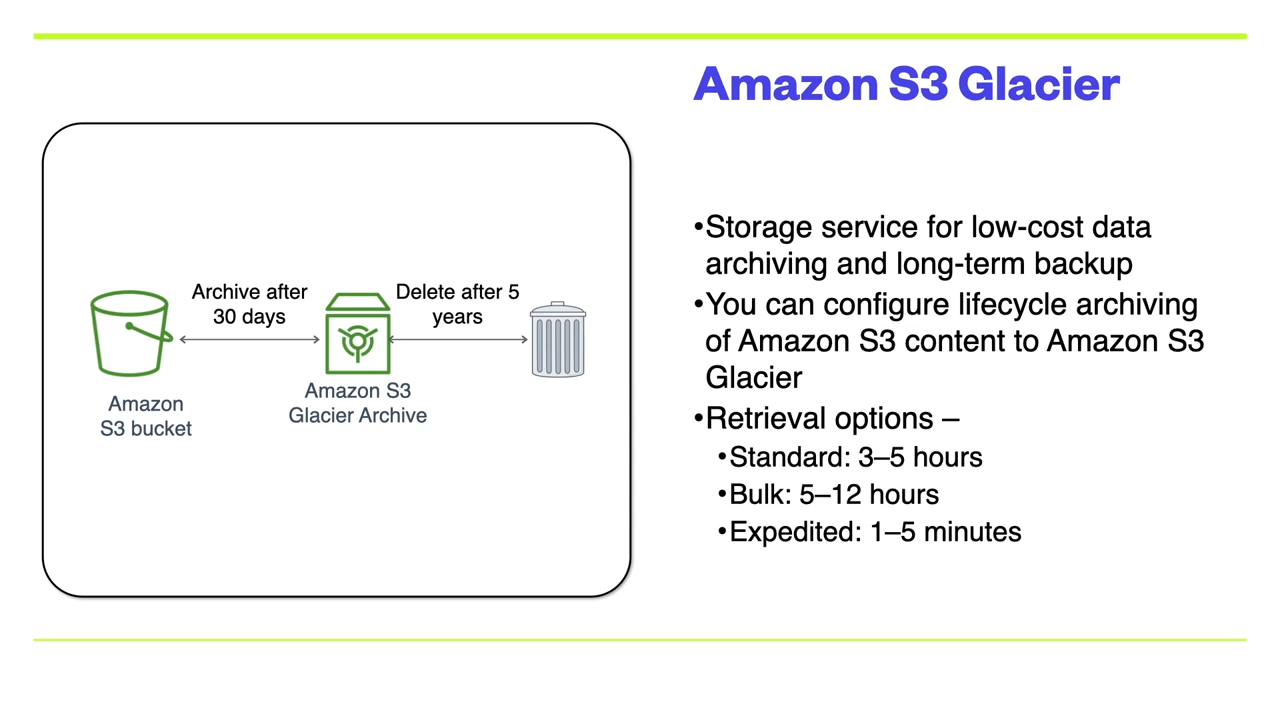 Amazon S3 Glacier
Archive after
30 days
Delete after 5
years
Amazon
S3 bucket
Amazon S3
Glacier Archive
•Storage service for low-cost data
archiving and long-term backup
•You can configure lifecycle archiving
of Amazon S3 content to Amazon S3
Glacier
•Retrieval options –
•Standard: 3–5 hours
•Bulk: 5–12 hours
•Expedited: 1–5 minutes